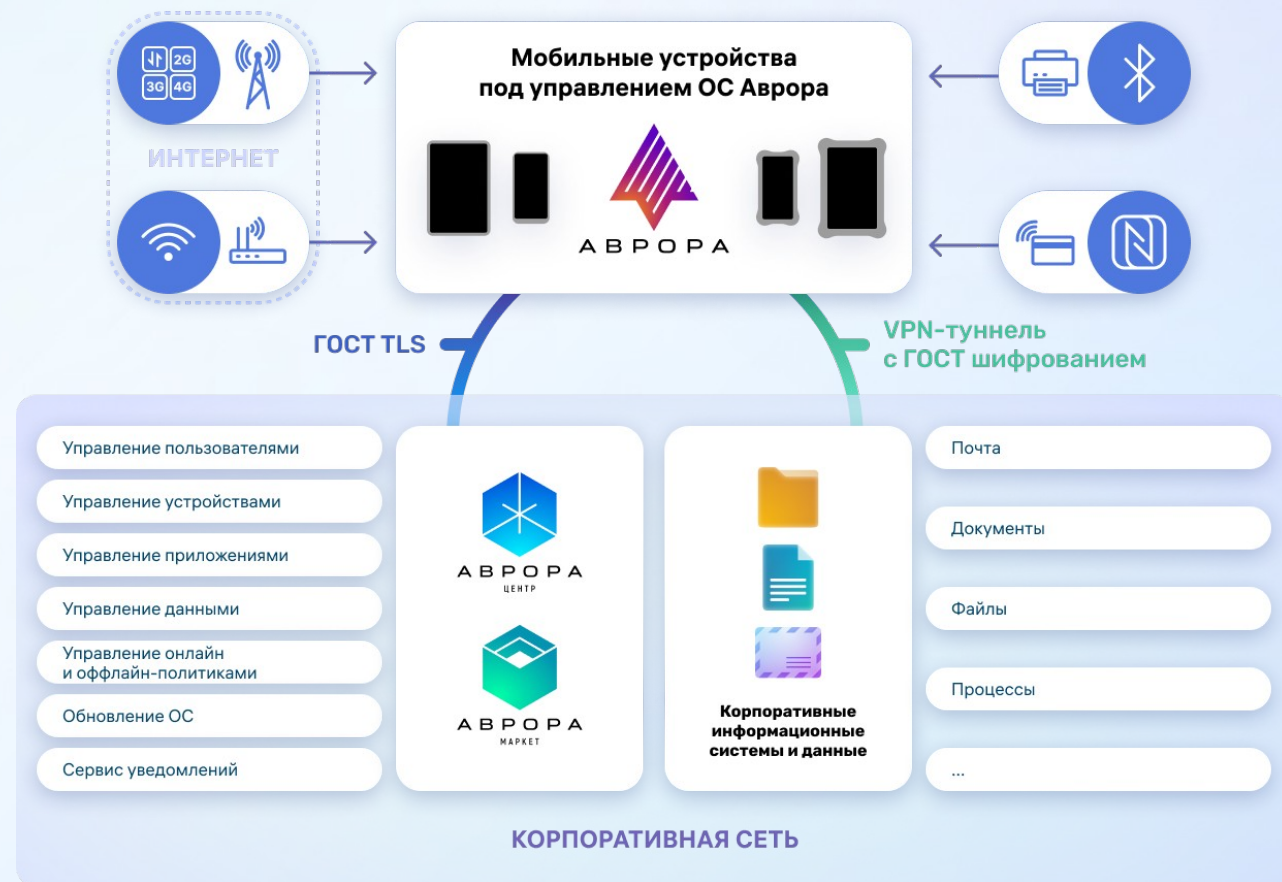 Мобильные устройства
под управлением ОС Аврора
2G
3G 4G
ИНТЕРНЕТ
АВРОРА
ГОСТ TLS
VPN-туннель
с ГОСТ шифрованием
Управление пользователями
Управление устройствами
Управление приложениями
Управление данными
Управление онлайн
и оффлайн-политиками
Обновление ОС
Сервис уведомлений
АВРОРА
ЦЕНТР
АВРОРА
МАРКЕТ
Корпоративные
информационные
системы и данные
Почта
Документы
Файлы
Процессы
...
КОРПОРАТИВНАЯ СЕТЬ